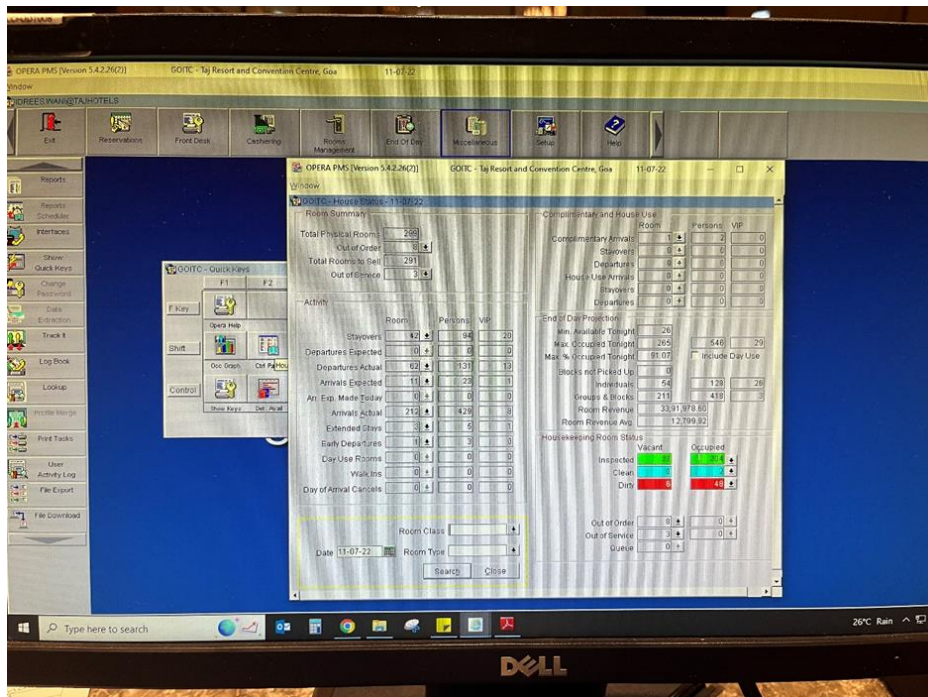 OPERA PMS [Version 5.4.2.26(2)] GOITC - Taj Resort and Convention Centre, Goa 11-07-22
Window
IDREES.WANI@TAJHOTELS
Exit Reservations Front Desk Cashiering Rooms Management End Of Day Miscellaneous Setup Help
Reports
Reports Scheduler
Interfaces
Show Quick Keys
Change Password
Data Extraction
Track It
Log Book
Lookup
Profile Merge
Print Tasks
User Activity Log
File Export
File Download
GOITC - Quick Keys
F1 F2
F Key
Opera Help
Shift
Occ Graph
Control
Show Keys Det. Avail
OPERA PMS [Version 5.4.2.26(2)] GOITC - Taj Resort and Convention Centre, Goa 11-07-22
Window
GOITC - House Status - 11-07-22
Room Summary
Total Physical Rooms 299
Out of Order 8
Total Rooms to Sell 291
Out of Service 3
Activity
Room Persons VIP
Stayovers 42 94 20
Departures Expected 0 0 0
Departures Actual 62 131 13
Arrivals Expected 11 23 1
Arr. Exp. Made Today 0 0 0
Arrivals Actual 212 429 8
Extended Stays 3 5 1
Early Departures 1 3 0
Day Use Rooms 0 0 0
Walk Ins 0 0 0
Day of Arrival Cancels 0 0 0
Room Class
Date 11-07-22 Room Type
Search Close
Complimentary and House Use
Room Persons VIP
Complimentary Arrivals 1 2 0
Stayovers 0 0 0
Departures 0 0 0
House Use Arrivals 0 0 0
Stayovers 0 0 0
Departures 0 0 0
End of Day Projection
Min. Available Tonight 26
Max. Occupied Tonight 265 546 29
Max. % Occupied Tonight 91.07 Include Day Use
Blocks not Picked Up 0
Individuals 54 128 26
Groups & Blocks 211 418 3
Room Revenue 33,91,978.60
Room Revenue Avg. 12,799.92
Housekeeping Room Status
Vacant Occupied
Inspected 204
Clean 0 2
Dirty 6 48
Out of Order 8 0
Out of Service 3 0
Queue 0
Type here to search
26°C Rain
DELL